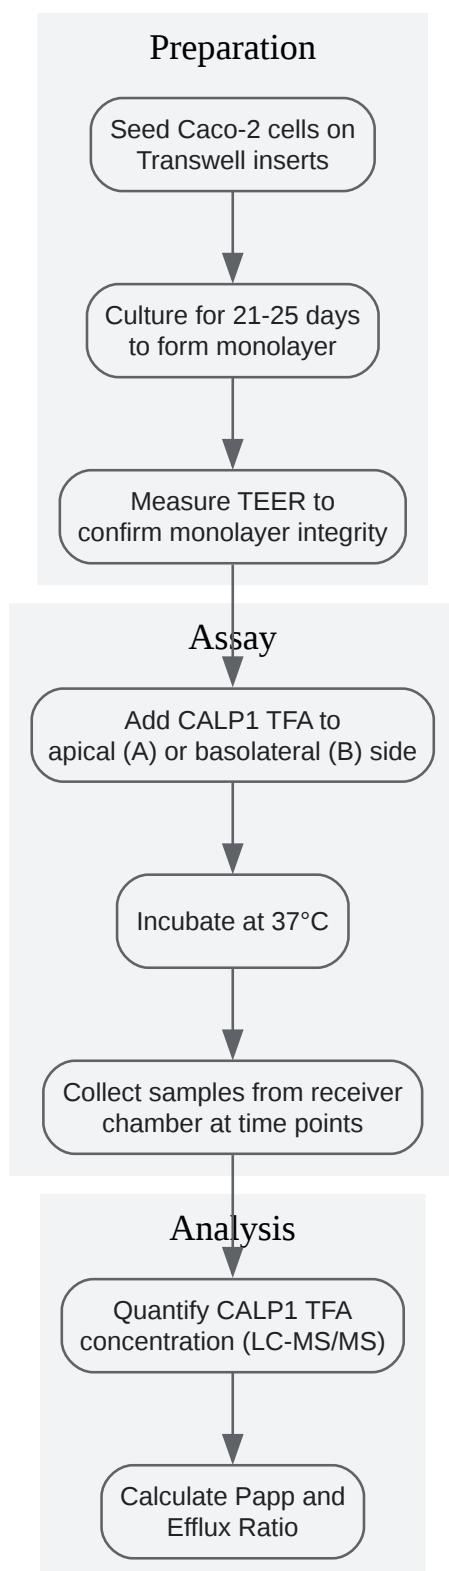 Preparation
Seed Caco-2 cells on
Transwell inserts
Culture for 21-25 days
to form monolayer
Measure TEER to
confirm monolayer integrity
Assay
Add CALP1 TFA to
apical (A) or basolateral (B) side
Incubate at 37°C
Collect samples from receiver
chamber at time points
Analysis
Quantify CALP1 TFA
concentration (LC-MS/MS)
Calculate Papp and
Efflux Ratio